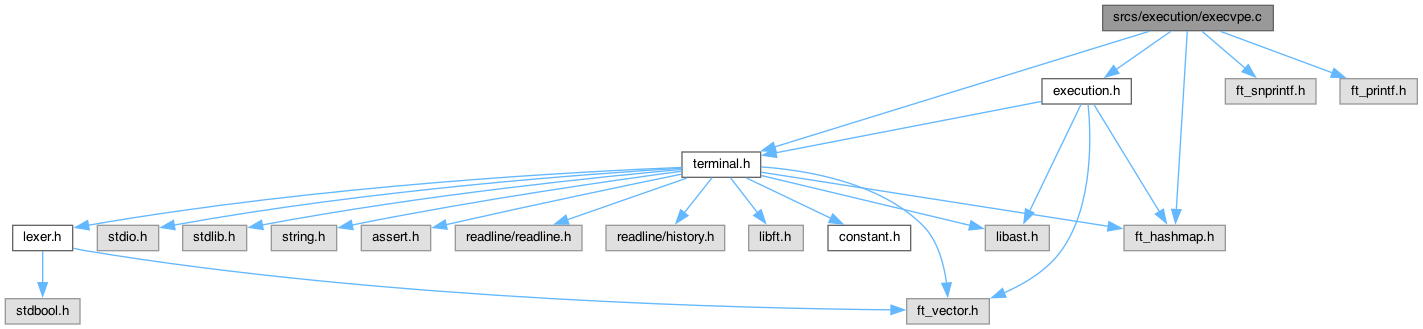 srcs/execution/execvpe.c
execution.h
ft_snprintf.h
ft_printf.h
terminal.h
lexer.h
stdio.h
stdlib.h
string.h
assert.h
readline/readline.h
readline/history.h
libft.h
constant.h
libast.h
ft_hashmap.h
stdbool.h
ft_vector.h